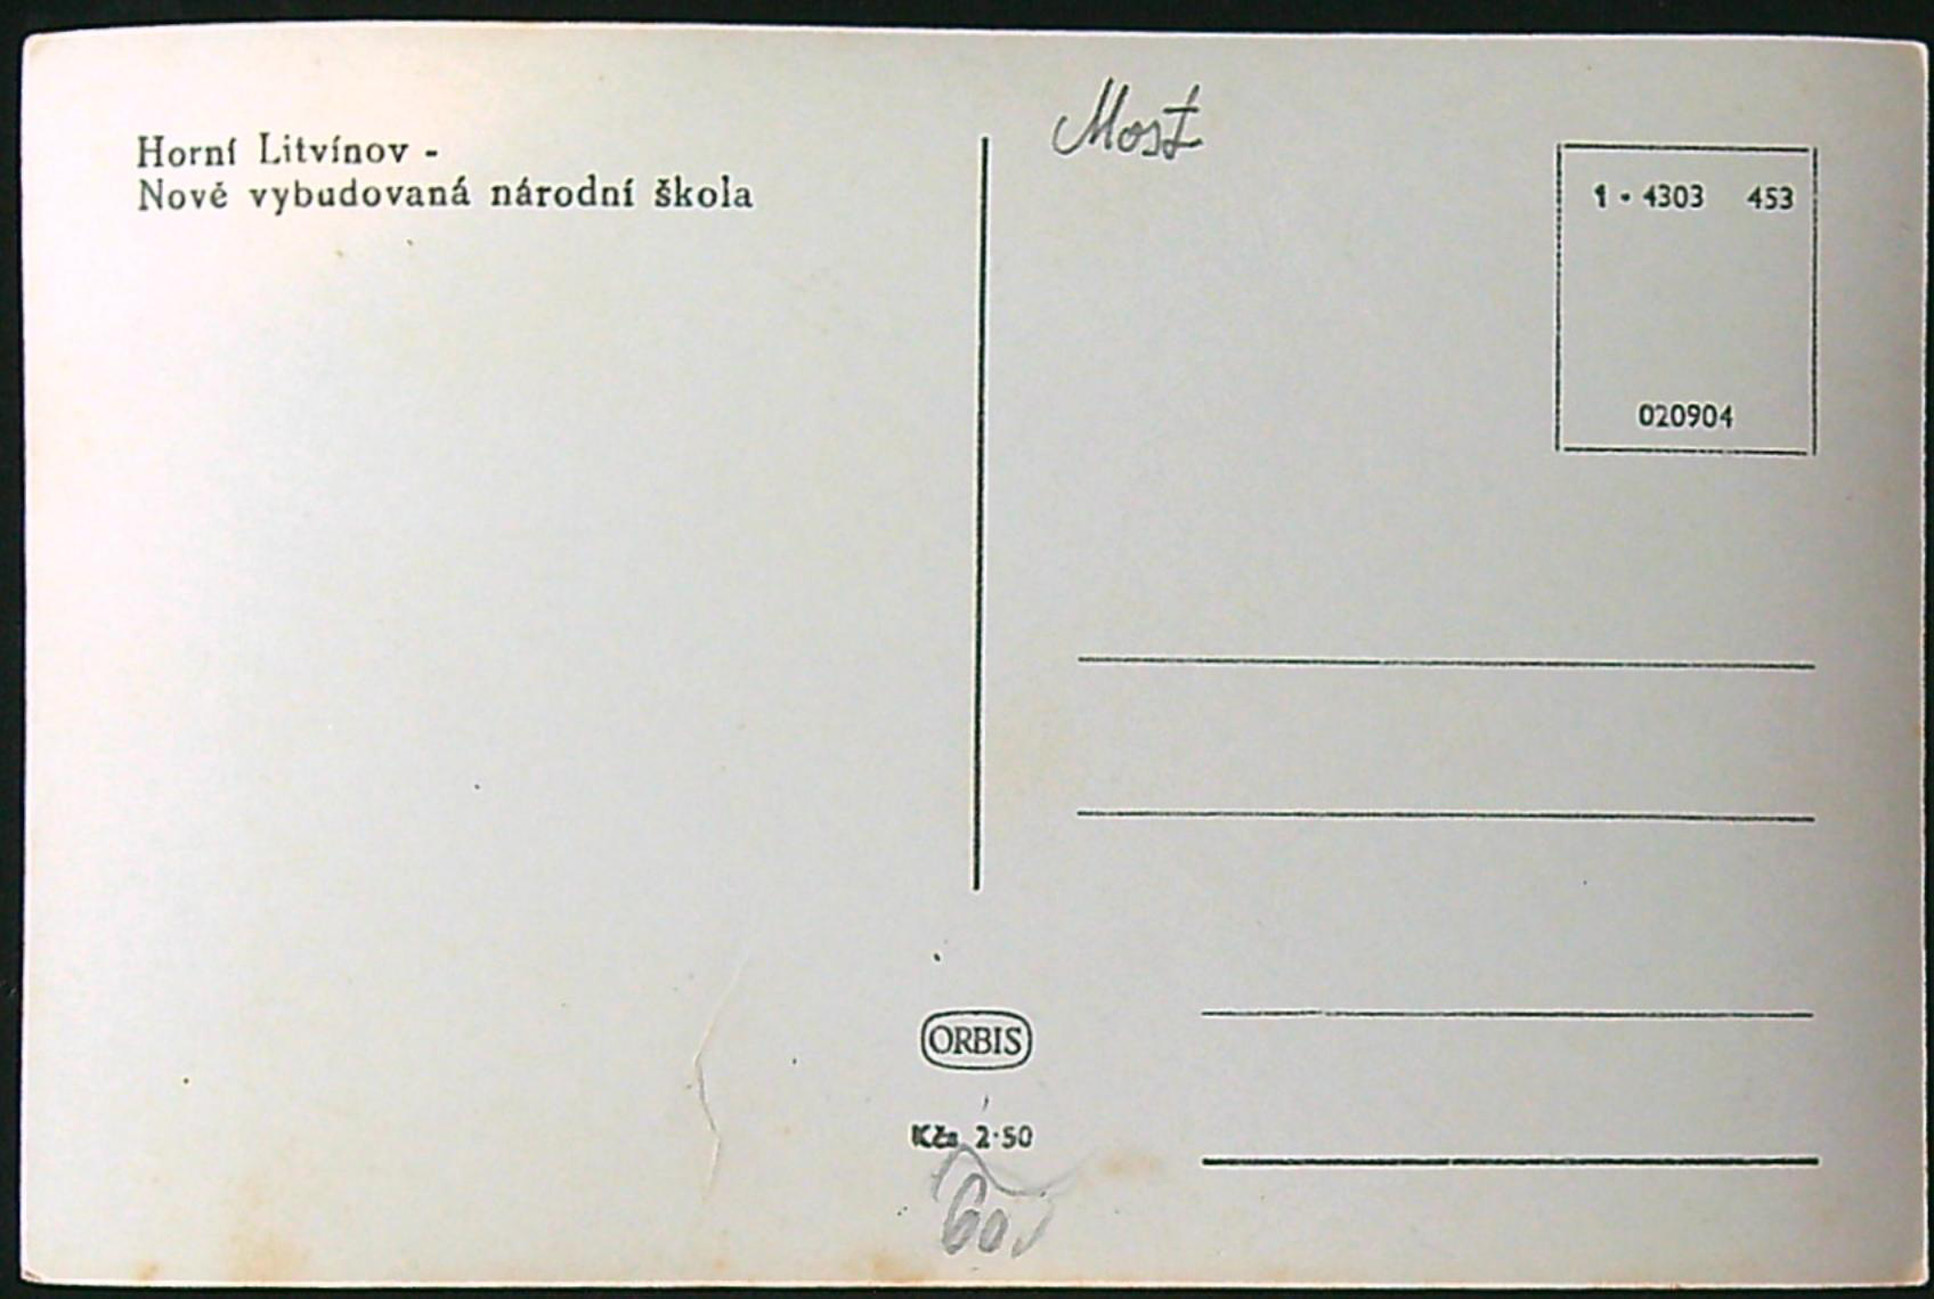 Horní Litvínov -
Nově vybudovaná národní škola
Most
1 • 4303 453
020904
ORBIS
Kčs 2·50
60,